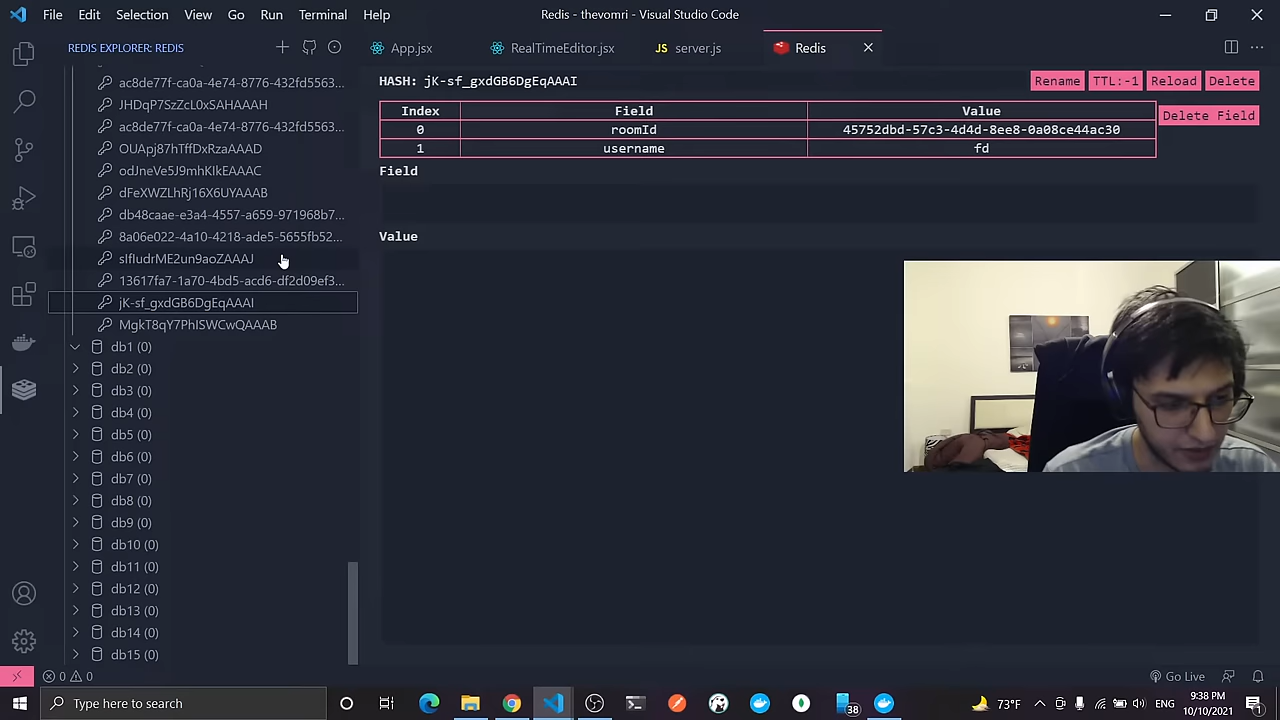 File Edit Selection View Go Run Terminal Help
Redis - thevomri - Visual Studio Code
REDIS EXPLORER: REDIS
App.jsx
RealTimeEditor.jsx
JS server.js
Redis
ac8de77f-ca0a-4e74-8776-432fd5563...
JHDqP7SzZcL0xSAHAAAH
ac8de77f-ca0a-4e74-8776-432fd5563...
OUApj87hTffDxRzaAAAD
odJneVe5J9mhKIkEAAAC
dFeXWZLhRj16X6UYAAAB
db48caae-e3a4-4557-a659-971968b7...
8a06e022-4a10-4218-ade5-5655fb52...
sIfIudrME2un9aoZAAAJ
13617fa7-1a70-4bd5-acd6-df2d09ef3...
jK-sf_gxdGB6DgEqAAAI
MgkT8qY7PhISWCwQAAAB
db1 (0)
db2 (0)
db3 (0)
db4 (0)
db5 (0)
db6 (0)
db7 (0)
db8 (0)
db9 (0)
db10 (0)
db11 (0)
db12 (0)
db13 (0)
db14 (0)
db15 (0)
HASH: jK-sf_gxdGB6DgEqAAAI
Rename TTL:-1 Reload Delete
Index Field Value
0 roomId 45752dbd-57c3-4d4d-8ee8-0a08ce44ac30
1 username fd
Delete Field
Field
Value
0 0
Go Live
Type here to search
38
73°F
9:38 PM
10/10/2021
1